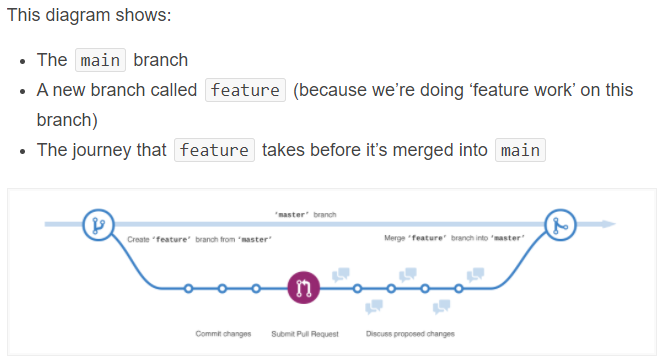 This diagram shows:
The main branch
A new branch called feature (because we’re doing ‘feature work’ on this
branch)
The journey that feature takes before it’s merged into main
'master' branch
Create 'feature' branch from 'master'
Merge 'feature' branch into 'master'
Commit changes
Submit Pull Request
Discuss proposed changes